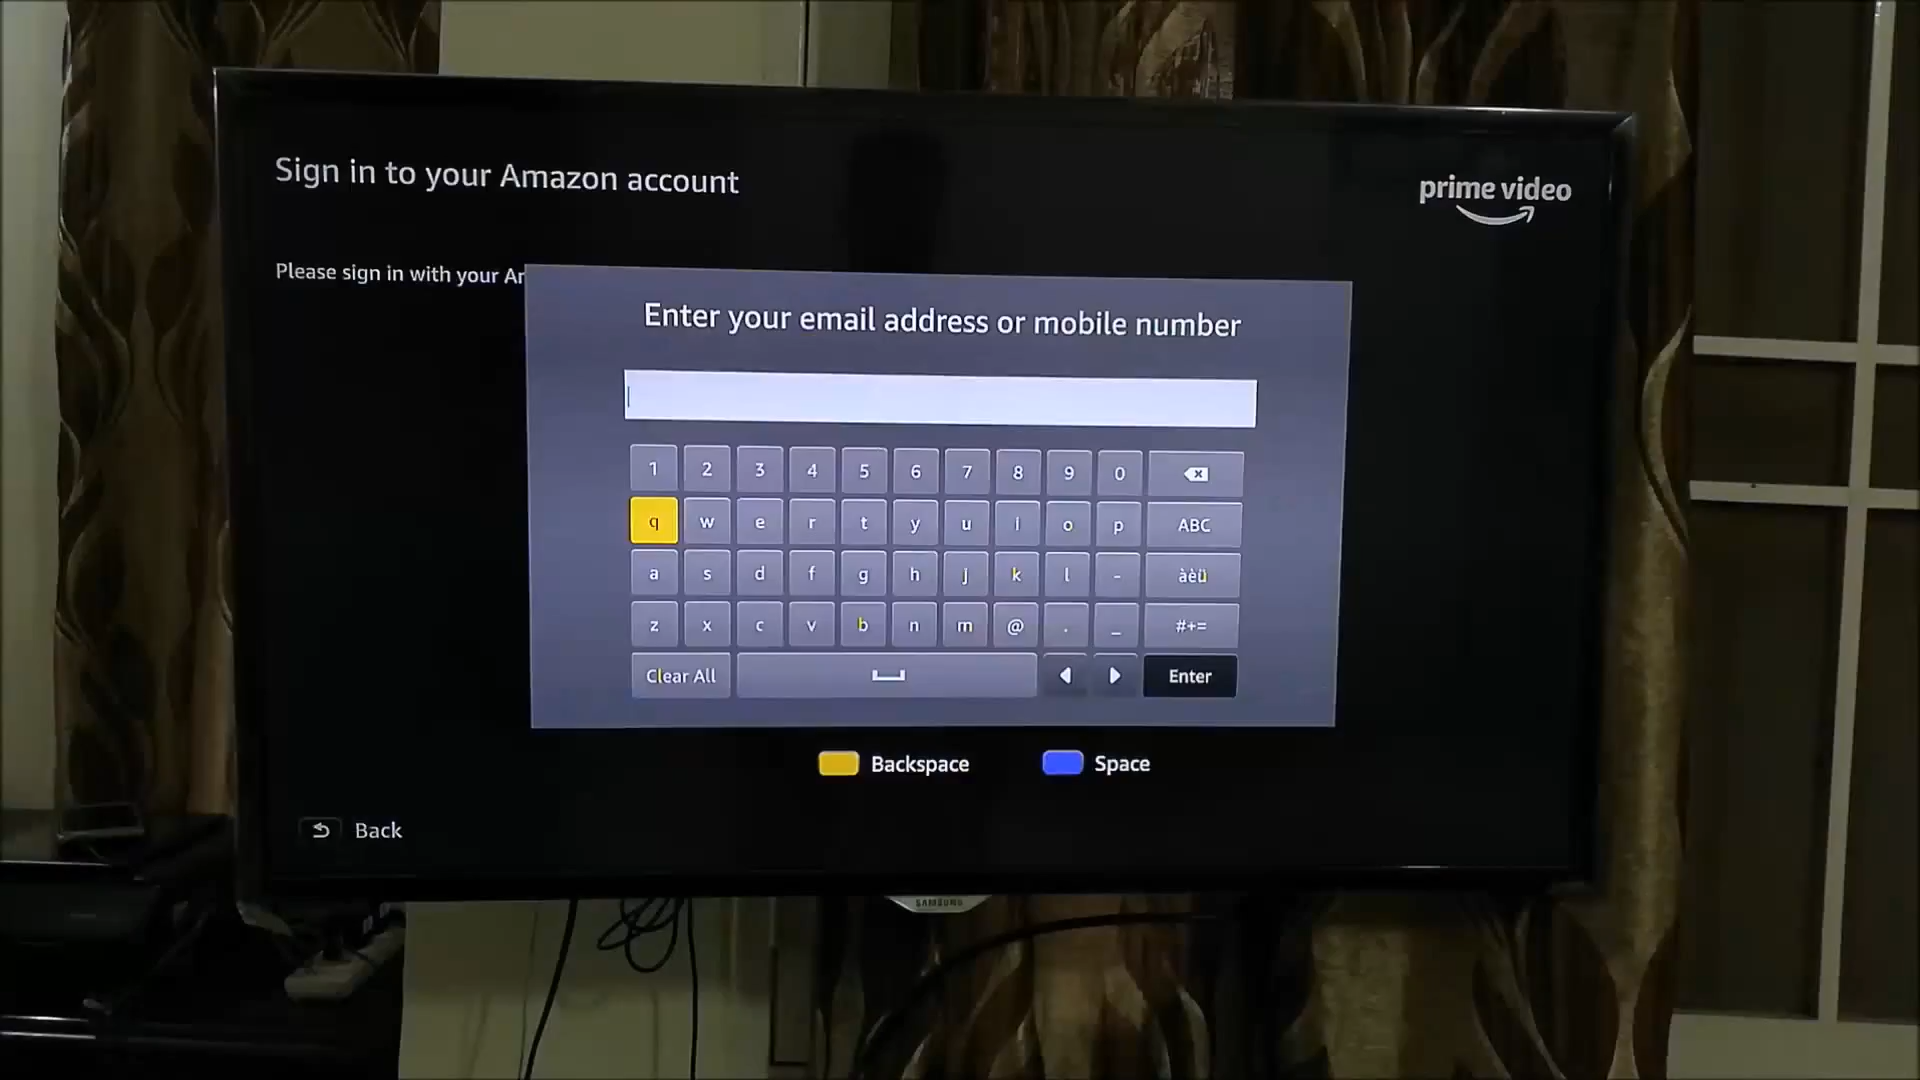 Sign in to your Amazon account
prime video
Please sign in with your Am
Enter your email address or mobile number
1 2 3 4 5 6 7 8 9 0
q w e r t y u i o p ABC
a s d f g h j k l - àèü
z x c v b n m @ . _ #+=
Clear All Enter
Backspace Space
Back
SAMSUNG